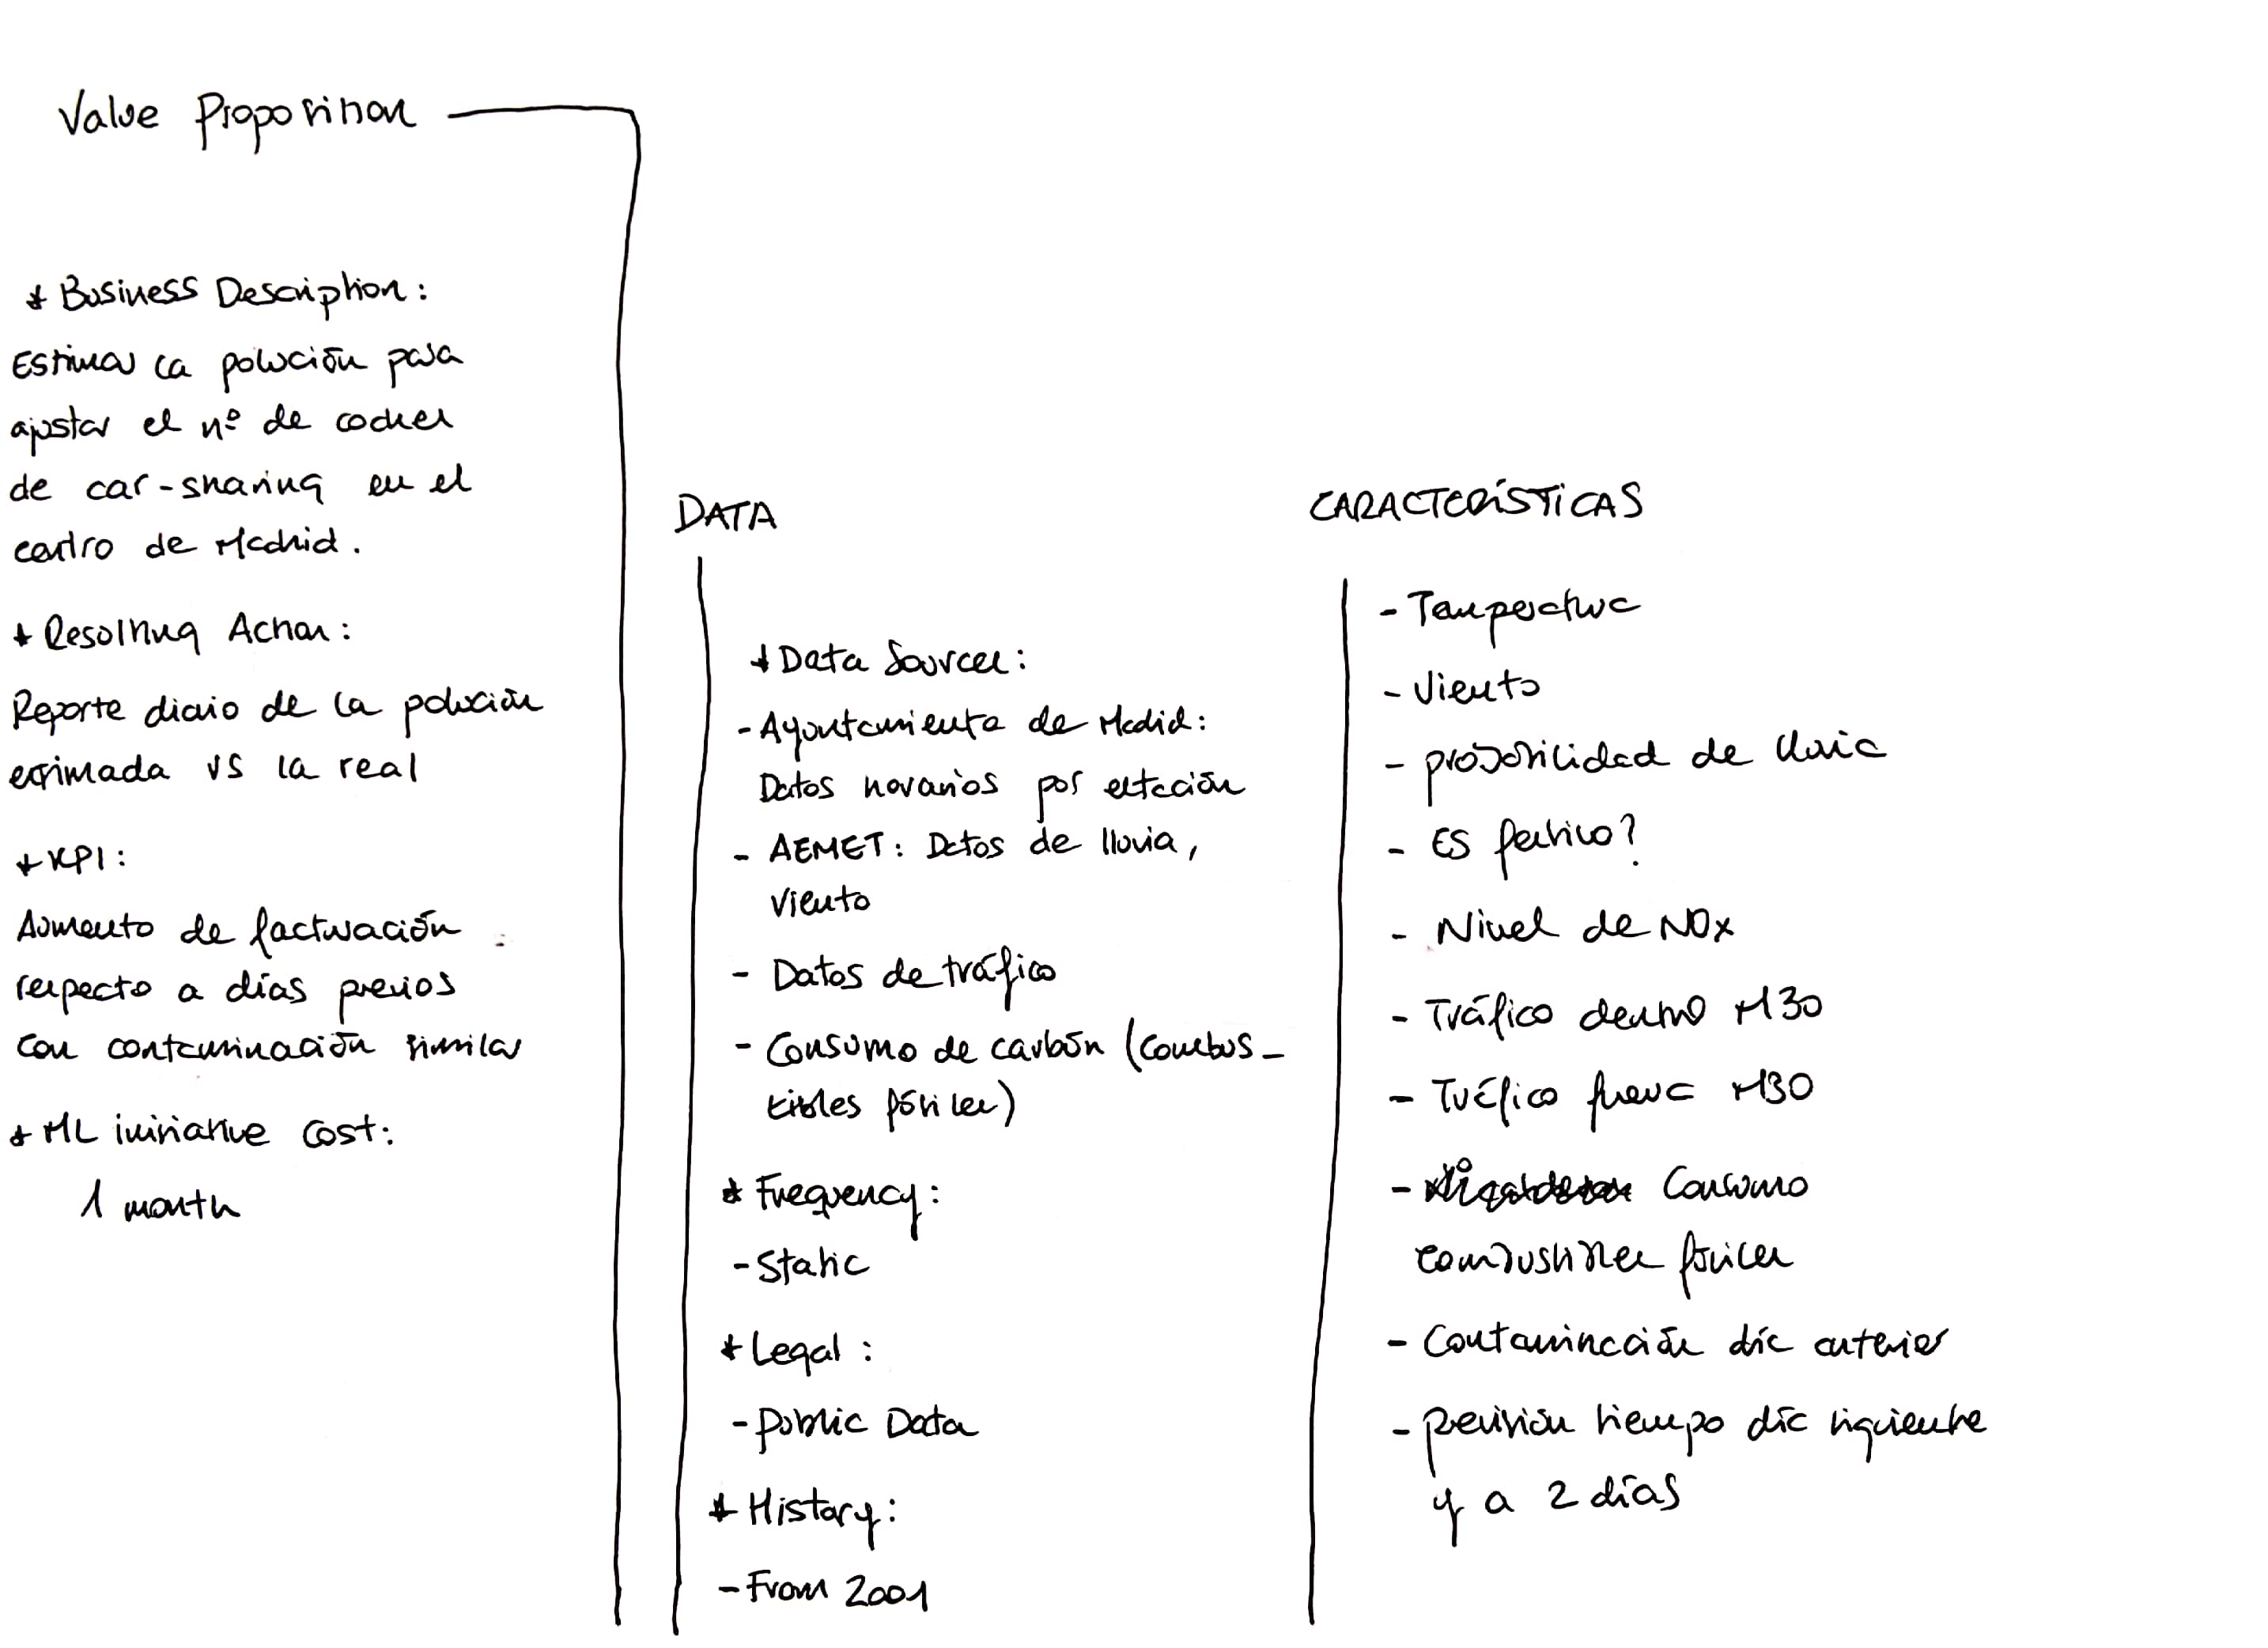 Value Proposition
* Business Description:
Estimar la polución para
ajustar el nº de coches
de car-sharing en el
centro de Madrid.
* Resulting Action:
Reporte diario de la polución
estimada vs la real
* KPI:
Aumento de facturación
respecto a días previos
con contaminación similar
* ML initiative Cost:
1 month
DATA
* Data Sources:
- Ayuntamiento de Madrid:
Datos horarios por estación
- AEMET: Datos de lluvia,
viento
- Datos de tráfico
- Consumo de carbón (combus-
tibles fósiles)
* Frequency:
- Static
* Legal:
- Public Data
* History:
- From 2001
CARACTERÍSTICAS
- Temperatura
- Viento
- probabilidad de lluvia
- Es festivo?
- Nivel de NOx
- Tráfico dentro M30
- Tráfico fuera M30
- Consumo
combustibles fósiles
- Contaminación día anterior
- previsión tiempo día siguiente
y a 2 días